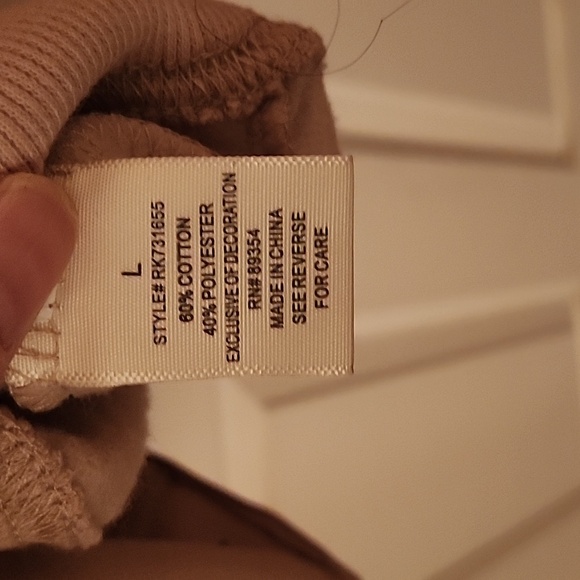 L
STYLE# RK731655
60% COTTON
40% POLYESTER
EXCLUSIVE OF DECORATION
RN# 89354
MADE IN CHINA
SEE REVERSE
FOR CARE